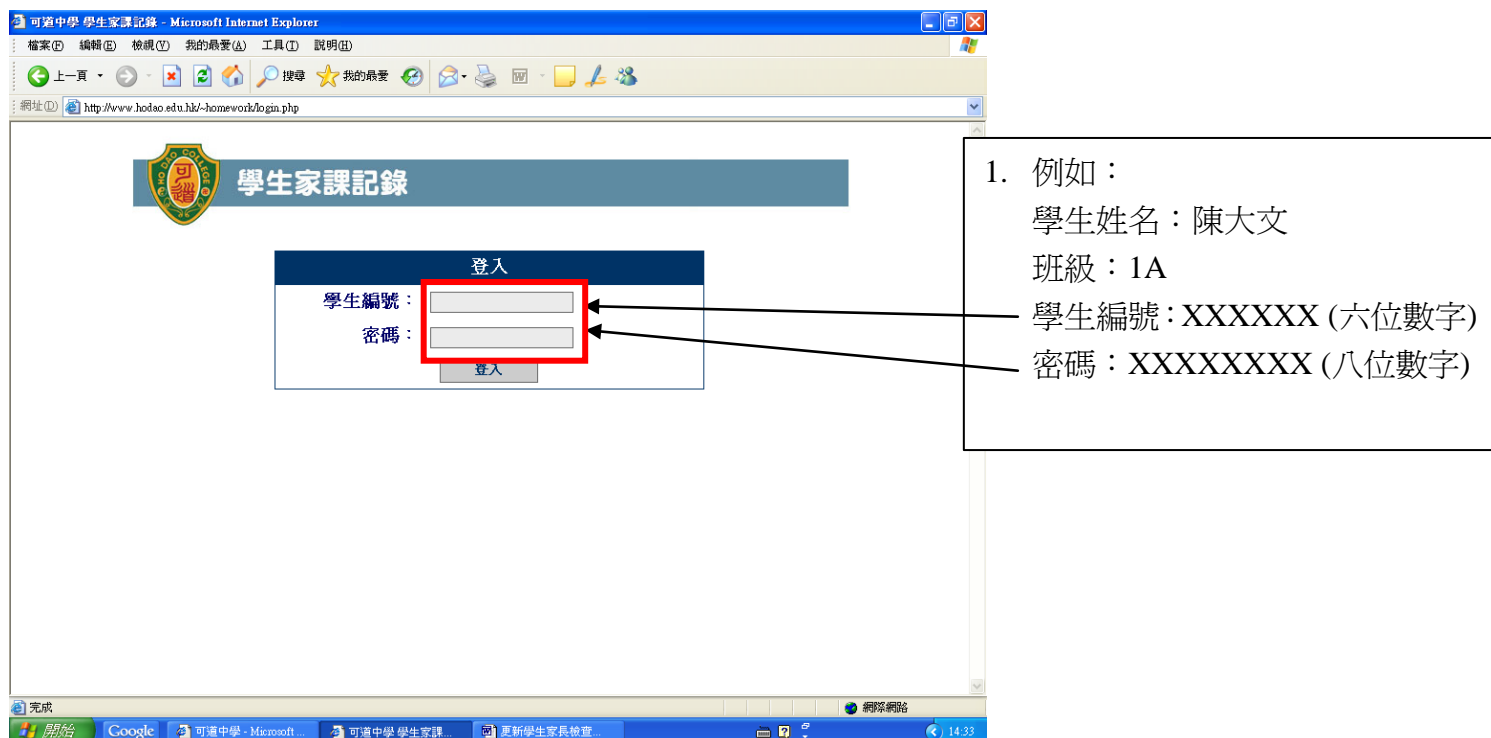 可道中學 學生家課記錄 - Microsoft Internet Explorer
檔案(F) 編輯(E) 檢視(V) 我的最愛(A) 工具(T) 說明(H)
上一頁 搜尋 我的最愛
網址(D) http://www.hodao.edu.hk/~homework/login.php
HO DAO COLLEGE
可道
學生家課記錄
登入
學生編號：
密碼：
登入
1. 例如：
學生姓名：陳大文
班級：1A
學生編號：XXXXXX (六位數字)
密碼：XXXXXXXX (八位數字)
完成 網際網路
開始 Google 可道中學 - Microsoft ... 可道中學 學生家課... 更新學生家長檢查... 14:33